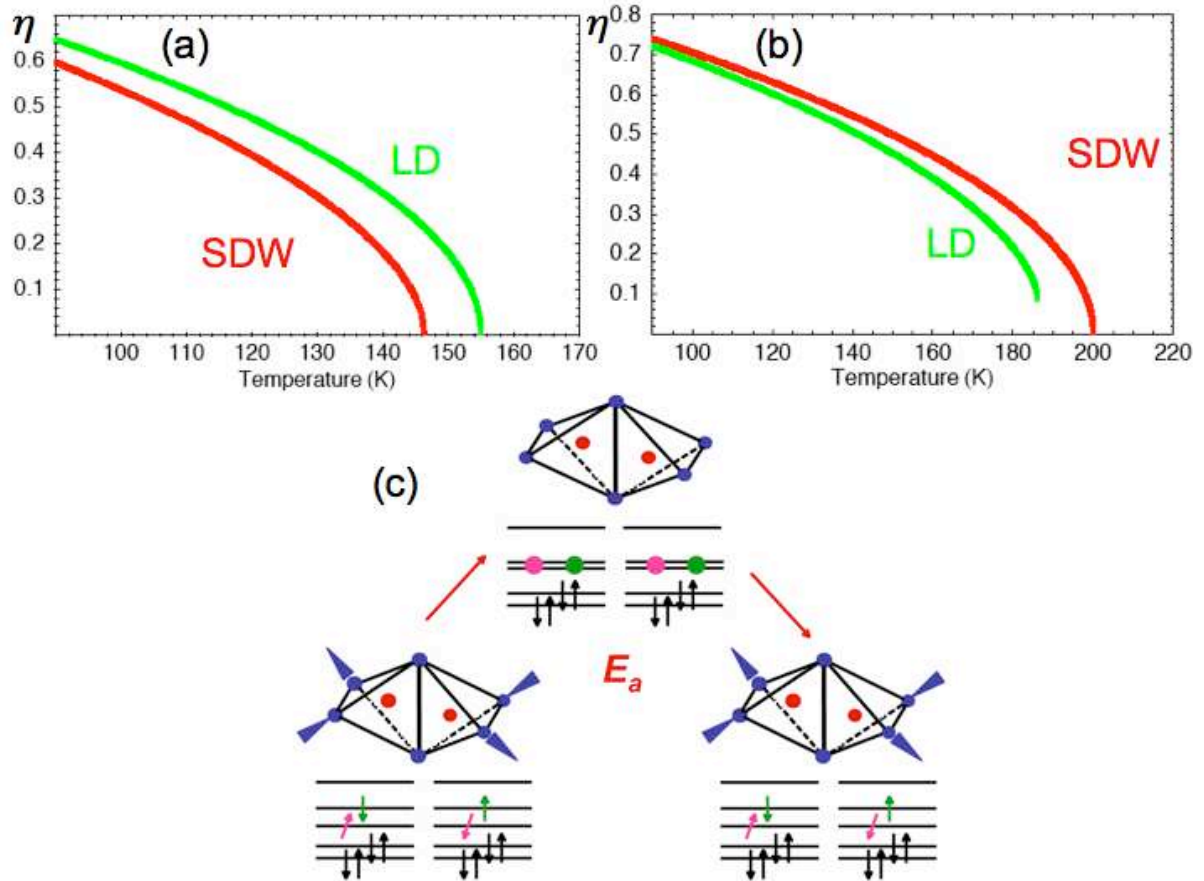 η
(a)
0.6
0.5
0.4
0.3
0.2
0.1
LD
SDW
100 110 120 130 140 150 160 170
Temperature (K)
η
(b)
0.8
0.7
0.6
0.5
0.4
0.3
0.2
0.1
SDW
LD
100 120 140 160 180 200 220
Temperature (K)
(c)
Ea